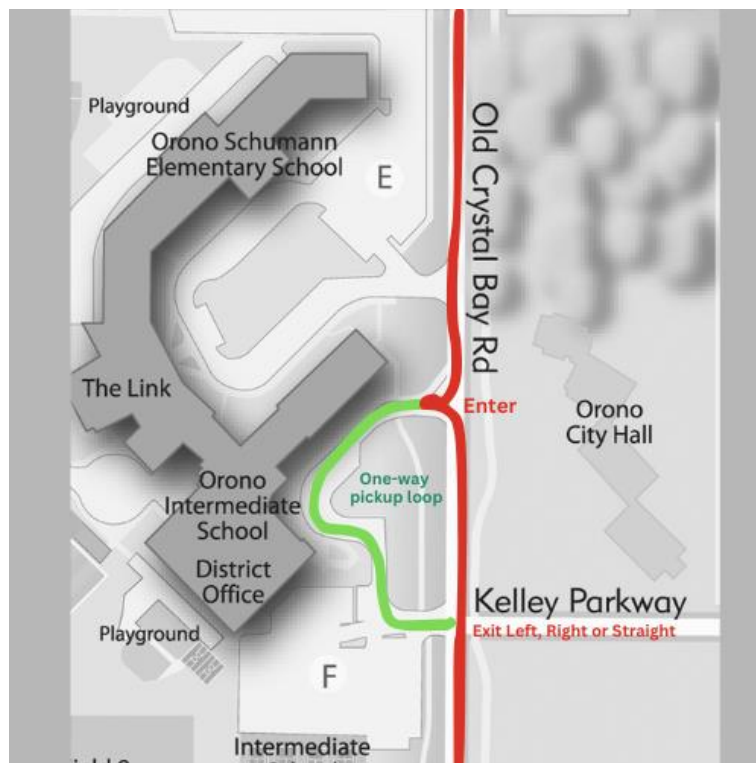 Playground
Orono Schumann
Elementary School
E
Old Crystal Bay Rd
The Link
Enter
Orono
City Hall
One-way
pickup loop
Orono
Intermediate
School
District
Office
Kelley Parkway
Exit Left, Right or Straight
Playground
F
Intermediate